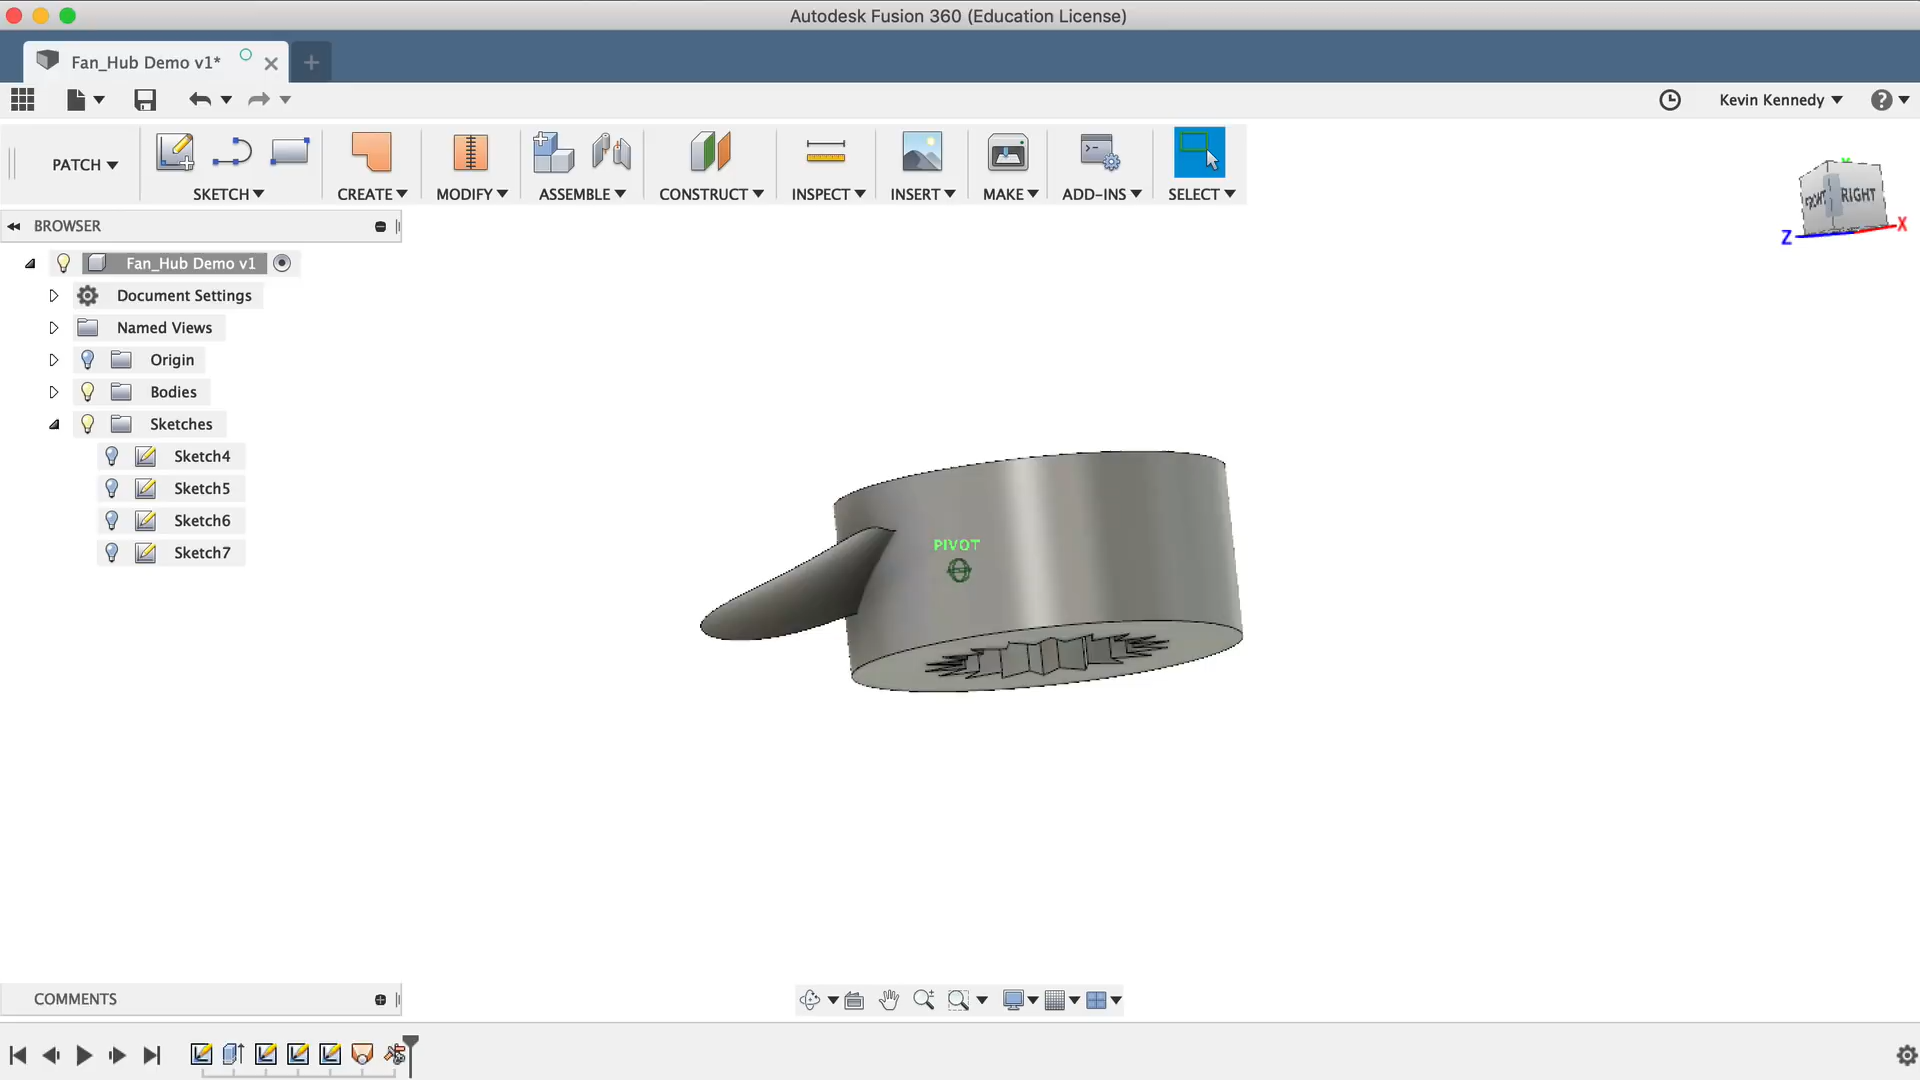 Autodesk Fusion 360 (Education License)
Fan_Hub Demo v1*
Kevin Kennedy
PATCH
SKETCH
CREATE
MODIFY
ASSEMBLE
CONSTRUCT
INSPECT
INSERT
MAKE
ADD-INS
SELECT
FRONT
RIGHT
Z
X
BROWSER
Fan_Hub Demo v1
Document Settings
Named Views
Origin
Bodies
Sketches
Sketch4
Sketch5
Sketch6
Sketch7
PIVOT
COMMENTS